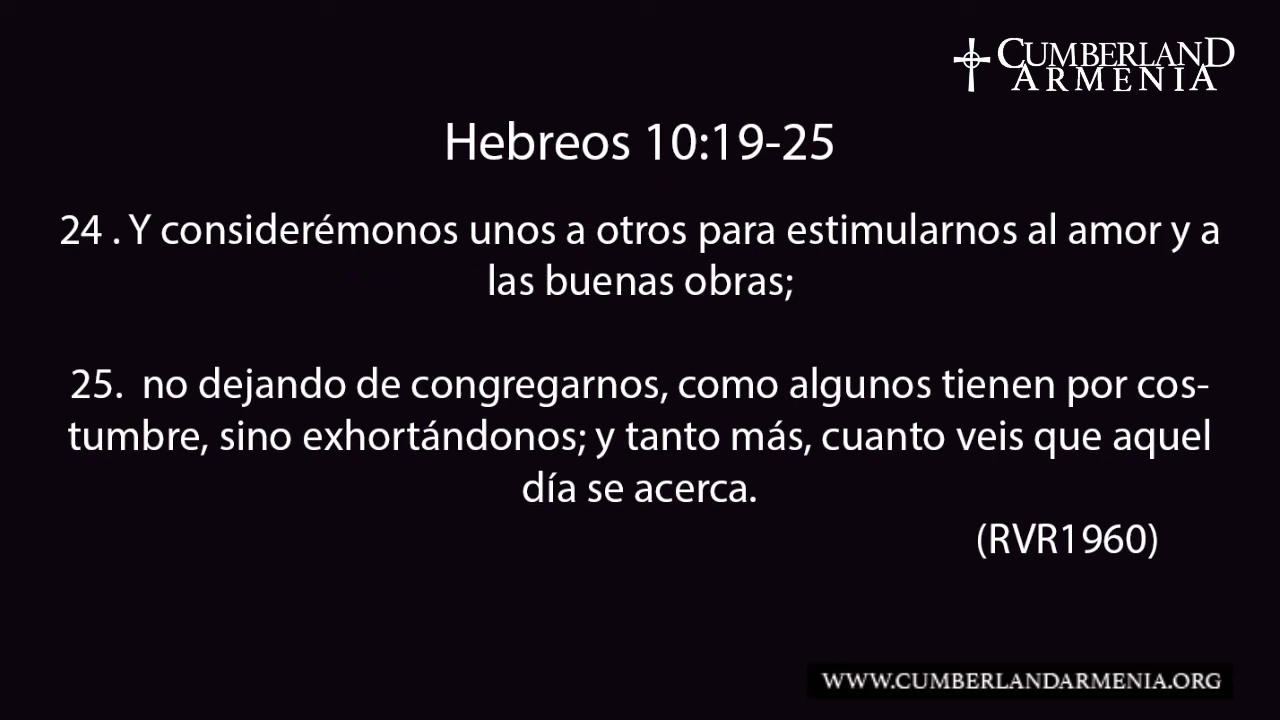 CUMBERLAND
ARMENIA
Hebreos 10:19-25
24 . Y considerémonos unos a otros para estimularnos al amor y a
las buenas obras;
25.  no dejando de congregarnos, como algunos tienen por cos-
tumbre, sino exhortándonos; y tanto más, cuanto veis que aquel
día se acerca.
(RVR1960)
WWW.CUMBERLANDARMENIA.ORG